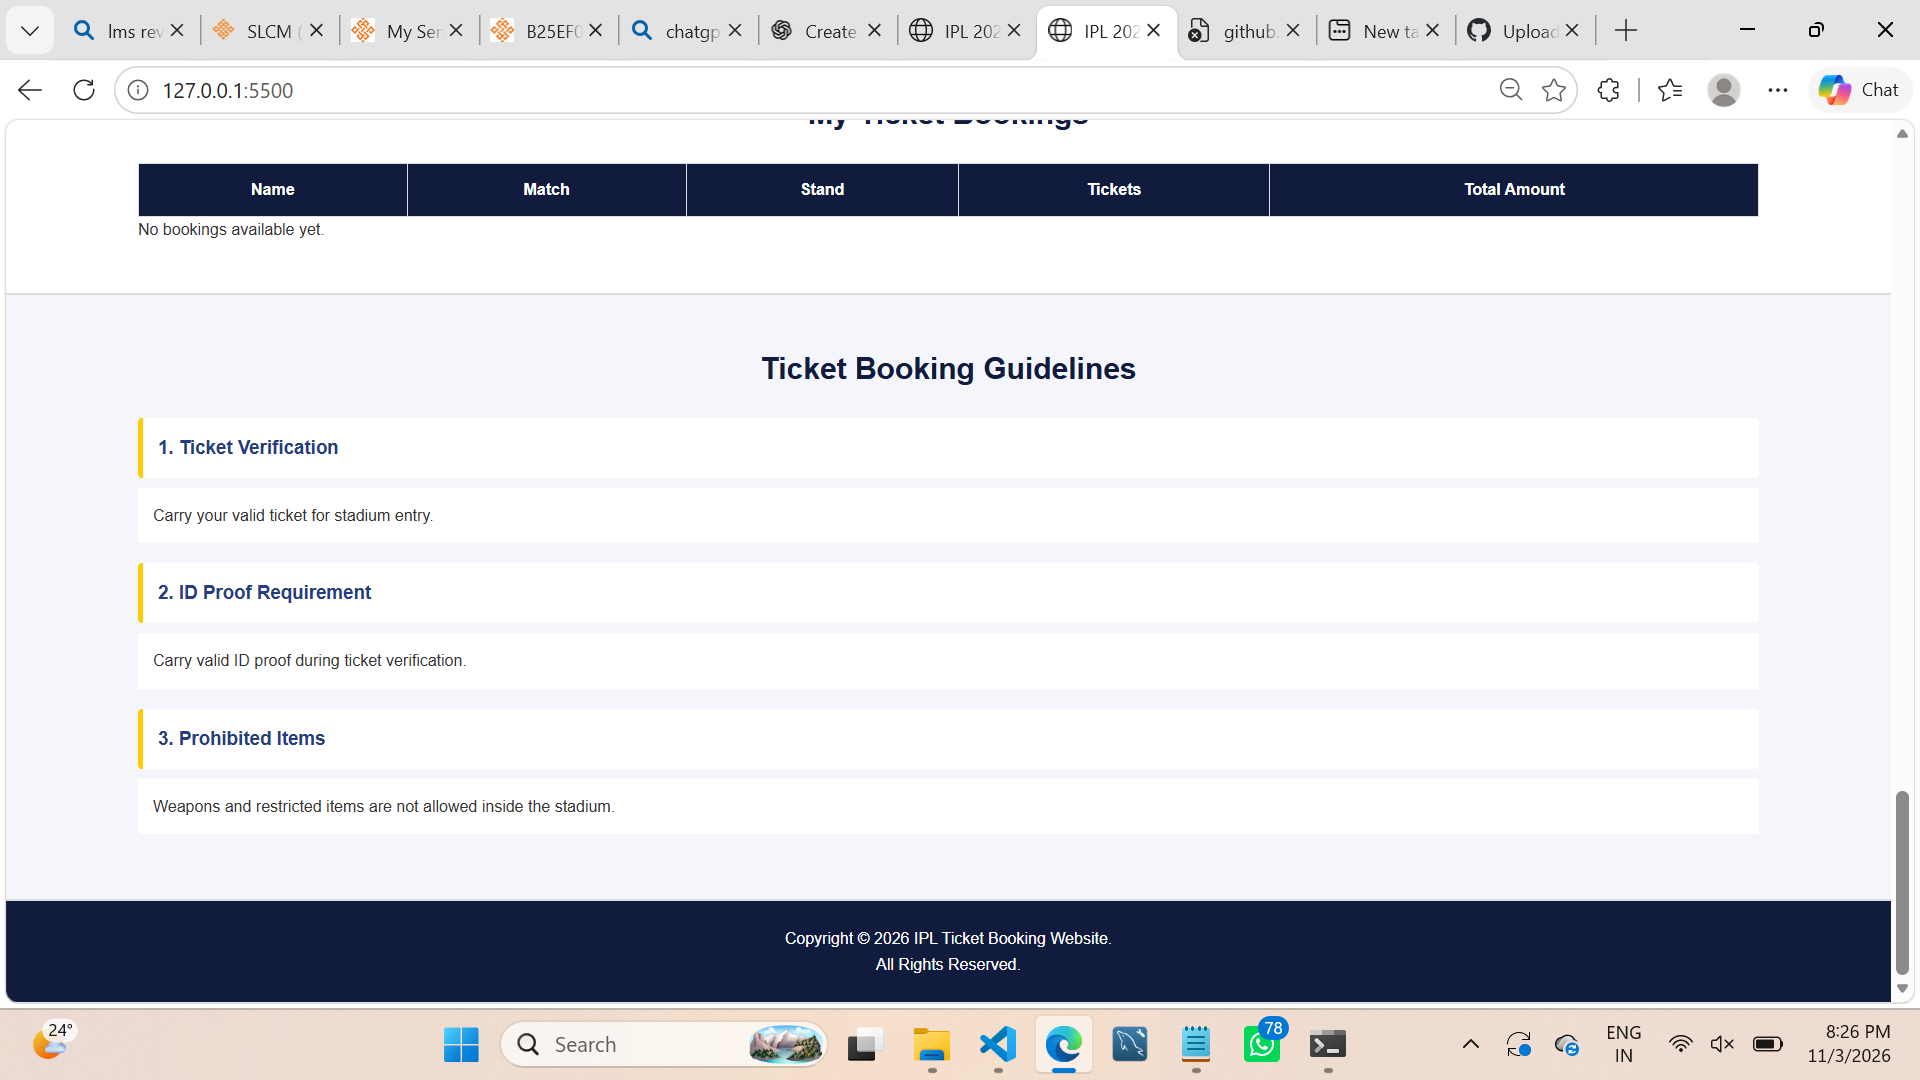 lms rev
SLCM (
My Ser
B25EF0
chatgp
Create
IPL 202
IPL 202
github.
New ta
Upload
127.0.0.1:5500
Chat
My Ticket Bookings
Name Match Stand Tickets Total Amount
No bookings available yet.
Ticket Booking Guidelines
1. Ticket Verification
Carry your valid ticket for stadium entry.
2. ID Proof Requirement
Carry valid ID proof during ticket verification.
3. Prohibited Items
Weapons and restricted items are not allowed inside the stadium.
Copyright © 2026 IPL Ticket Booking Website.
All Rights Reserved.
24°
Search
78
ENG
IN
8:26 PM
11/3/2026